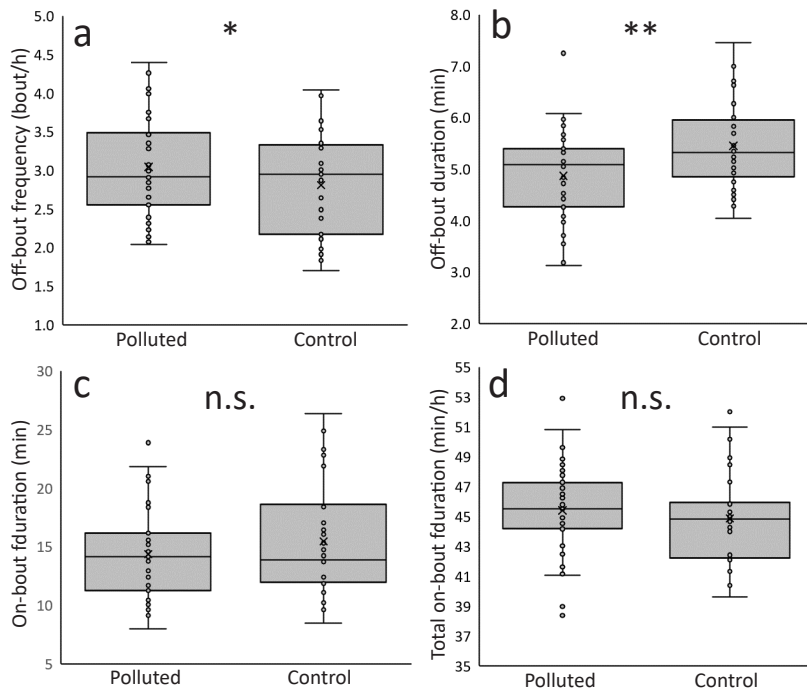 a
*
Off-bout frequency (bout/h)
5.0
4.5
4.0
3.5
3.0
2.5
2.0
1.5
1.0
Polluted
Control
b
**
Off-bout duration (min)
8.0
7.0
6.0
5.0
4.0
3.0
2.0
Polluted
Control
c
n.s.
On-bout fduration (min)
30
25
20
15
10
5
Polluted
Control
d
n.s.
Total on-bout fduration (min/h)
55
53
51
49
47
45
43
41
39
37
35
Polluted
Control